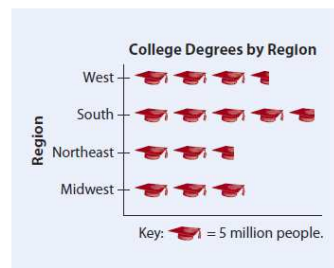 College Degrees by Region
West
South
Northeast
Midwest
Region
Key: = 5 million people.